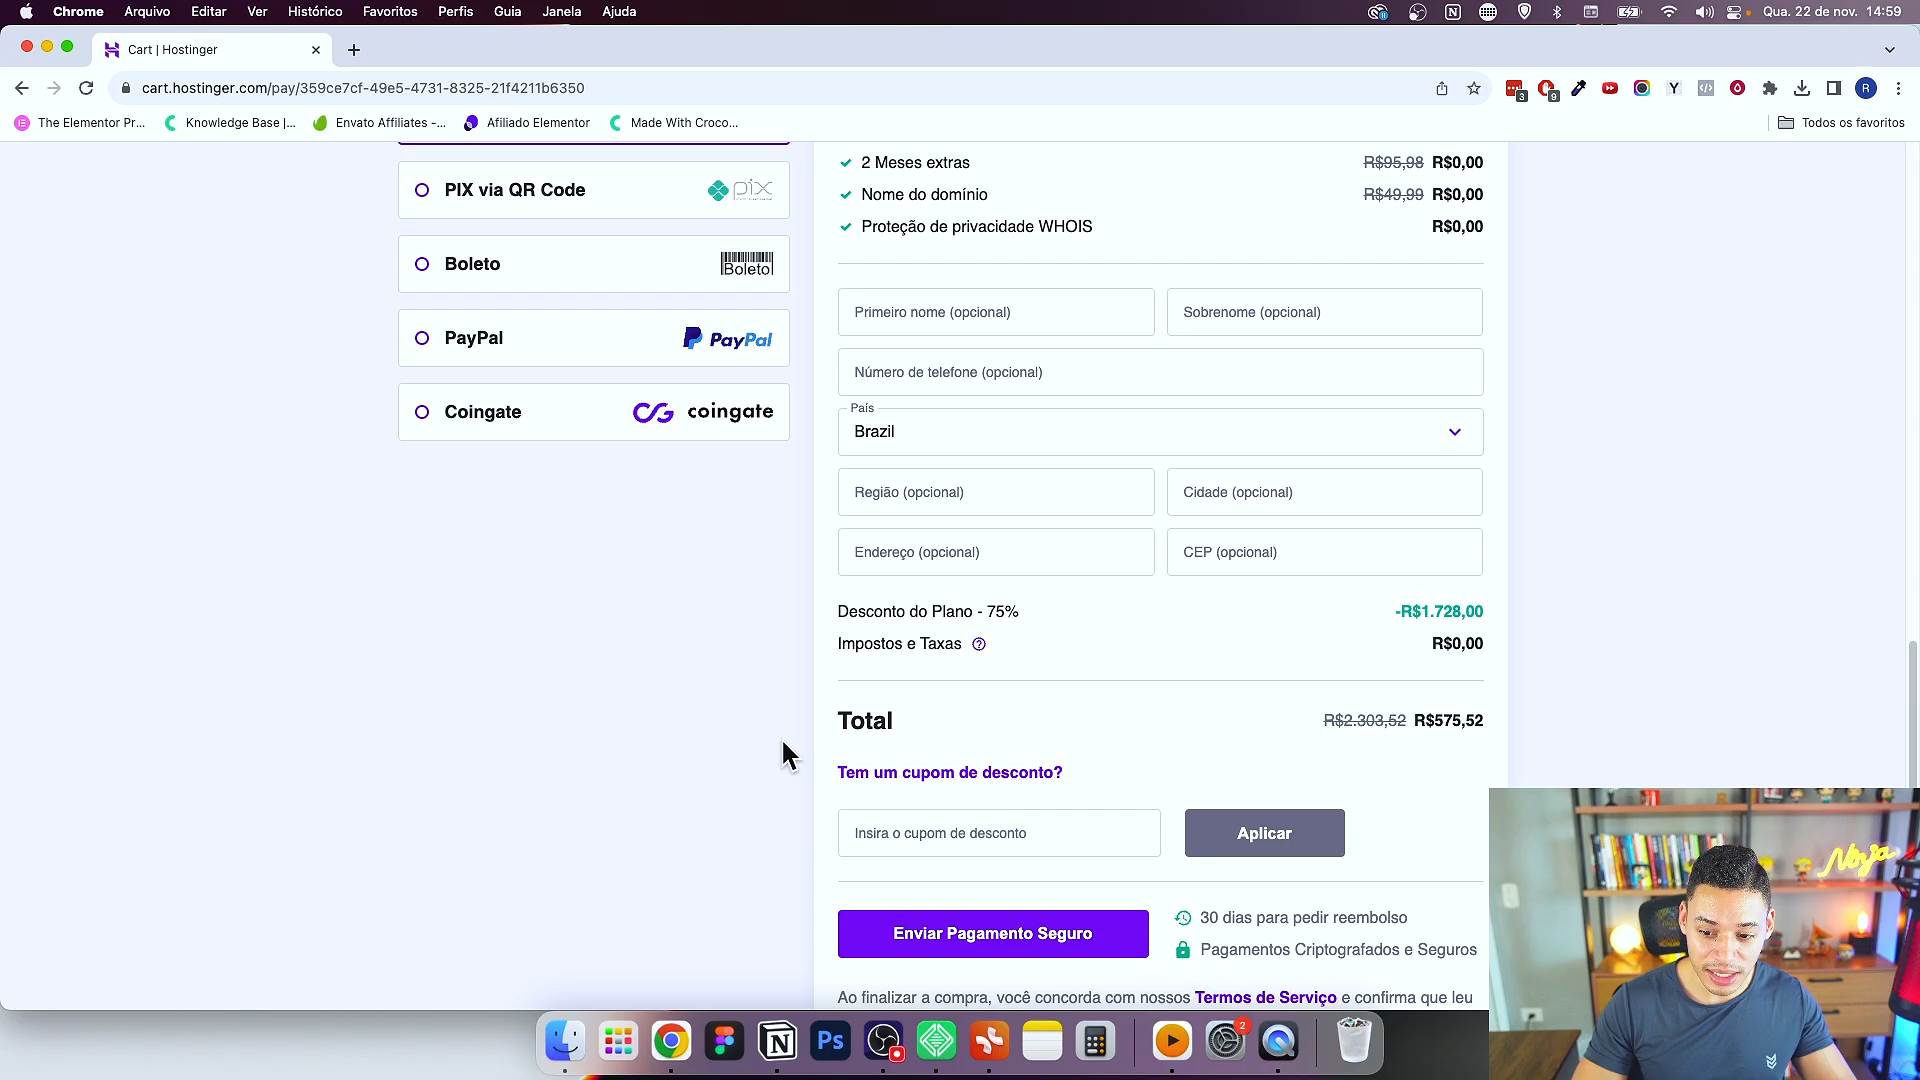 Chrome Arquivo Editar Ver Histórico Favoritos Perfis Guia Janela Ajuda Qua. 22 de nov. 14:59
Cart | Hostinger
cart.hostinger.com/pay/359ce7cf-49e5-4731-8325-21f4211b6350
The Elementor Pr... Knowledge Base |... Envato Affiliates -... Afiliado Elementor Made With Croco... Todos os favoritos
PIX via QR Code pix
Boleto Boleto
PayPal PayPal
Coingate coingate
2 Meses extras R$95,98 R$0,00
Nome do domínio R$49,99 R$0,00
Proteção de privacidade WHOIS R$0,00
Primeiro nome (opcional) Sobrenome (opcional)
Número de telefone (opcional)
País
Brazil
Região (opcional) Cidade (opcional)
Endereço (opcional) CEP (opcional)
Desconto do Plano - 75% -R$1.728,00
Impostos e Taxas R$0,00
Total R$2.303,52 R$575,52
Tem um cupom de desconto?
Insira o cupom de desconto Aplicar
Enviar Pagamento Seguro
30 dias para pedir reembolso
Pagamentos Criptografados e Seguros
Ao finalizar a compra, você concorda com nossos Termos de Serviço e confirma que leu
Ninja
N Ps 2